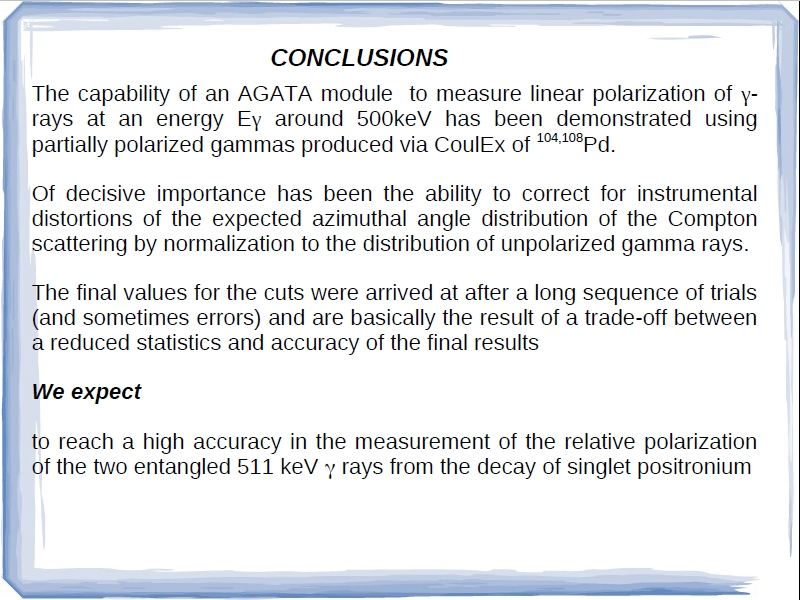 CONCLUSIONS
The capability of an AGATA module to measure linear polarization of γ-
rays at an energy Eγ around 500keV has been demonstrated using
partially polarized gammas produced via CoulEx of 104,108Pd.
Of decisive importance has been the ability to correct for instrumental
distortions of the expected azimuthal angle distribution of the Compton
scattering by normalization to the distribution of unpolarized gamma rays.
The final values for the cuts were arrived at after a long sequence of trials
(and sometimes errors) and are basically the result of a trade-off between
a reduced statistics and accuracy of the final results
We expect
to reach a high accuracy in the measurement of the relative polarization
of the two entangled 511 keV γ rays from the decay of singlet positronium